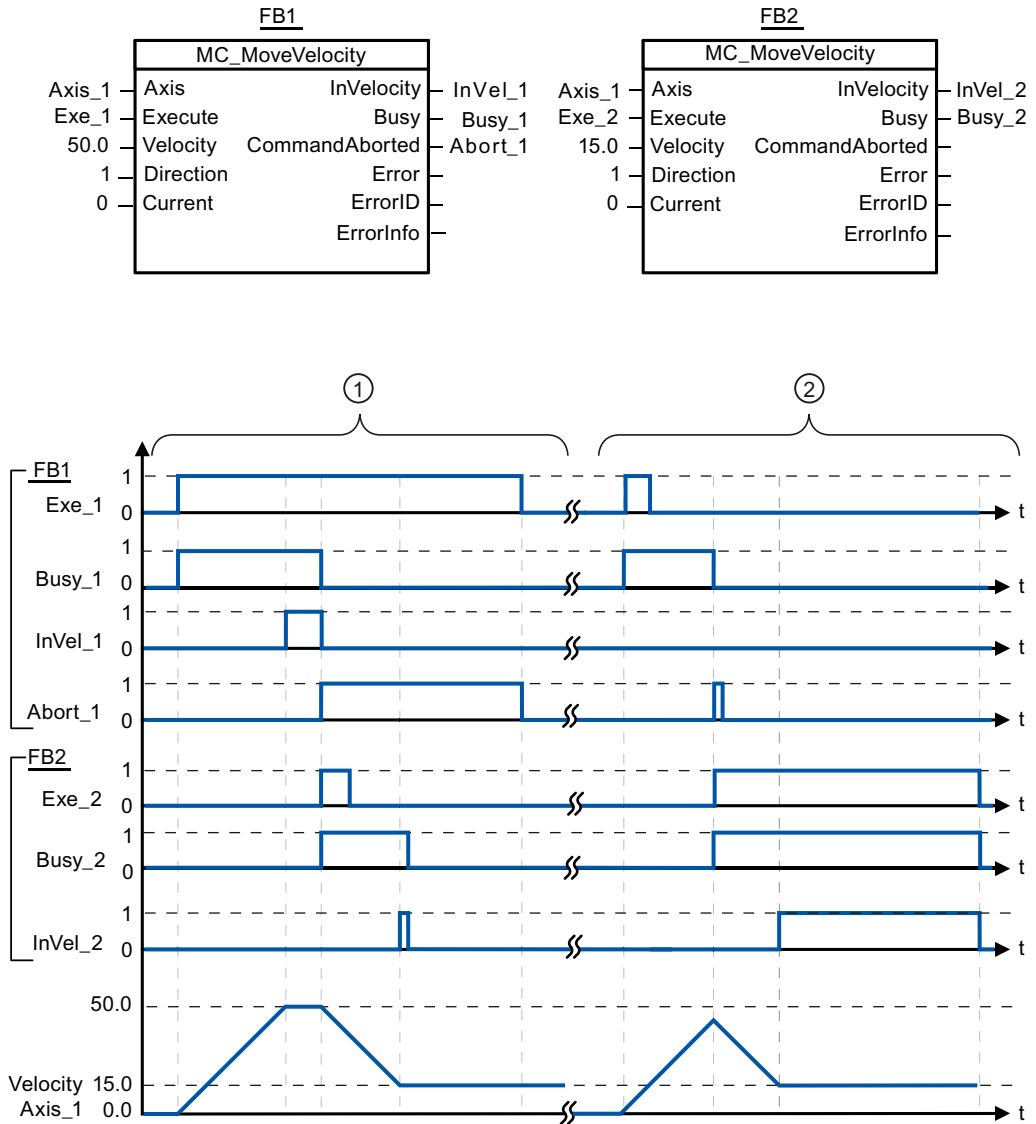 FB1 FB2
MC_MoveVelocity MC_MoveVelocity
Axis_1 Axis InVelocity InVel_1 Axis_1 Axis InVelocity InVel_2
Exe_1 Execute Busy Busy_1 Exe_2 Execute Busy Busy_2
50.0 Velocity CommandAborted Abort_1 15.0 Velocity CommandAborted
1 Direction Error 1 Direction Error
0 Current ErrorID 0 Current ErrorID
ErrorInfo ErrorInfo
1 2
FB1
1
Exe_1 0 t
1
Busy_1 0 t
1
InVel_1 0 t
1
Abort_1 0 t
FB2
1
Exe_2 0 t
1
Busy_2 0 t
1
InVel_2 0 t
50.0
Velocity 15.0
Axis_1 0.0 t